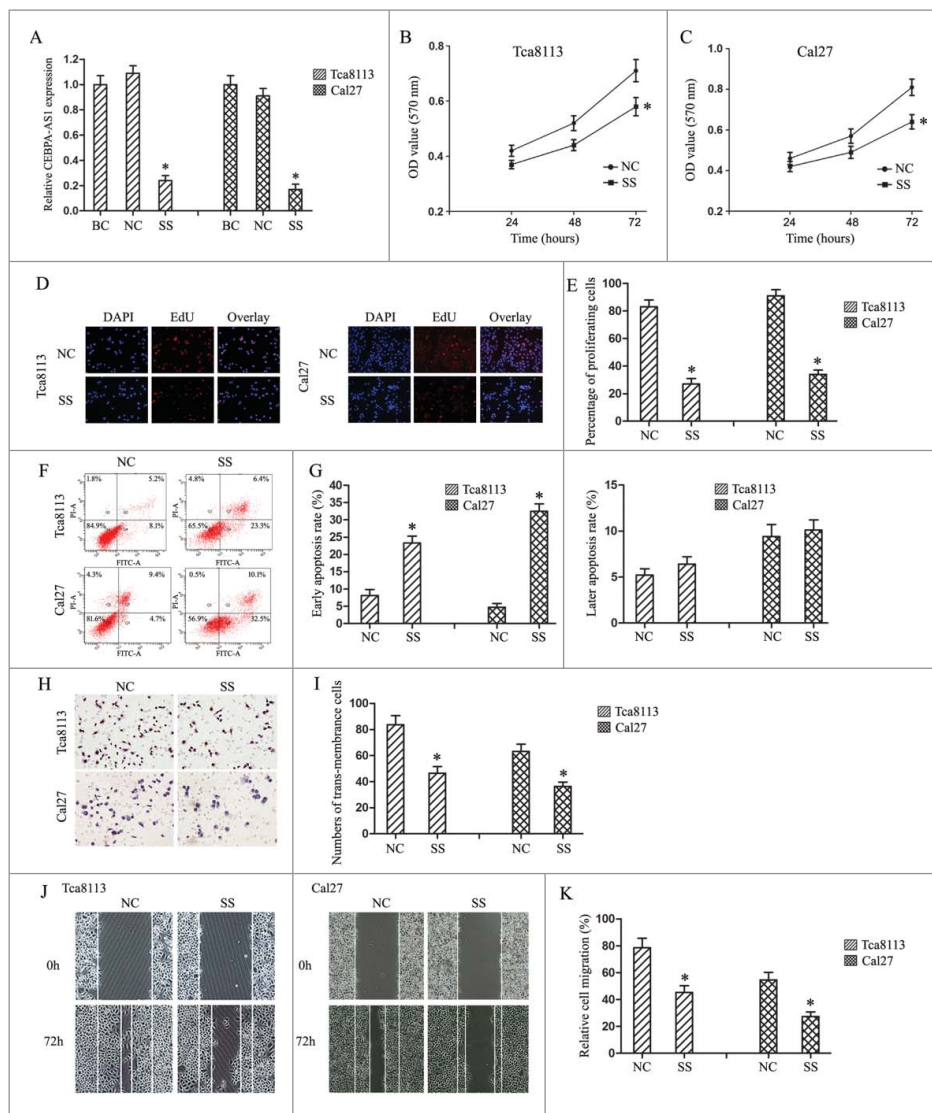 A
Relative CEBPA-AS1 expression
1.2
1.0
0.8
0.6
0.4
0.2
0.0
*
*
BC NC SS BC NC SS
Tca8113
Cal27
B
Tca8113
OD value (570 nm)
0.8
0.6
0.4
0.2
*
NC
SS
24 48 72
Time (hours)
C
Cal27
OD value (570 nm)
1.0
0.8
0.6
0.4
0.2
*
NC
SS
24 48 72
Time (hours)
D
DAPI EdU Overlay
Tca8113
NC
SS
DAPI EdU Overlay
Cal27
NC
SS
E
Percentage of proliferating cells
100
80
60
40
20
0
*
*
NC SS NC SS
Tca8113
Cal27
F
NC SS
Tca8113
1.8% 5.2%
84.9% 8.1%
PI-A
FITC-A
4.8% 6.4%
65.5% 23.3%
PI-A
FITC-A
Cal27
4.3% 9.4%
81.6% 4.7%
PI-A
FITC-A
0.5% 10.1%
56.9% 32.5%
PI-A
FITC-A
G
Early apoptosis rate (%)
40
35
30
25
20
15
10
5
0
*
*
NC SS NC SS
Tca8113
Cal27
Later apoptosis rate (%)
15
10
5
0
NC SS NC SS
Tca8113
Cal27
H
NC SS
Tca8113
Cal27
I
Numbers of trans-membrance cells
100
80
60
40
20
0
*
*
NC SS NC SS
Tca8113
Cal27
J
Tca8113
NC SS
0h
72h
Cal27
NC SS
0h
72h
K
Relative cell migration (%)
100
80
60
40
20
0
*
*
NC SS NC SS
Tca8113
Cal27